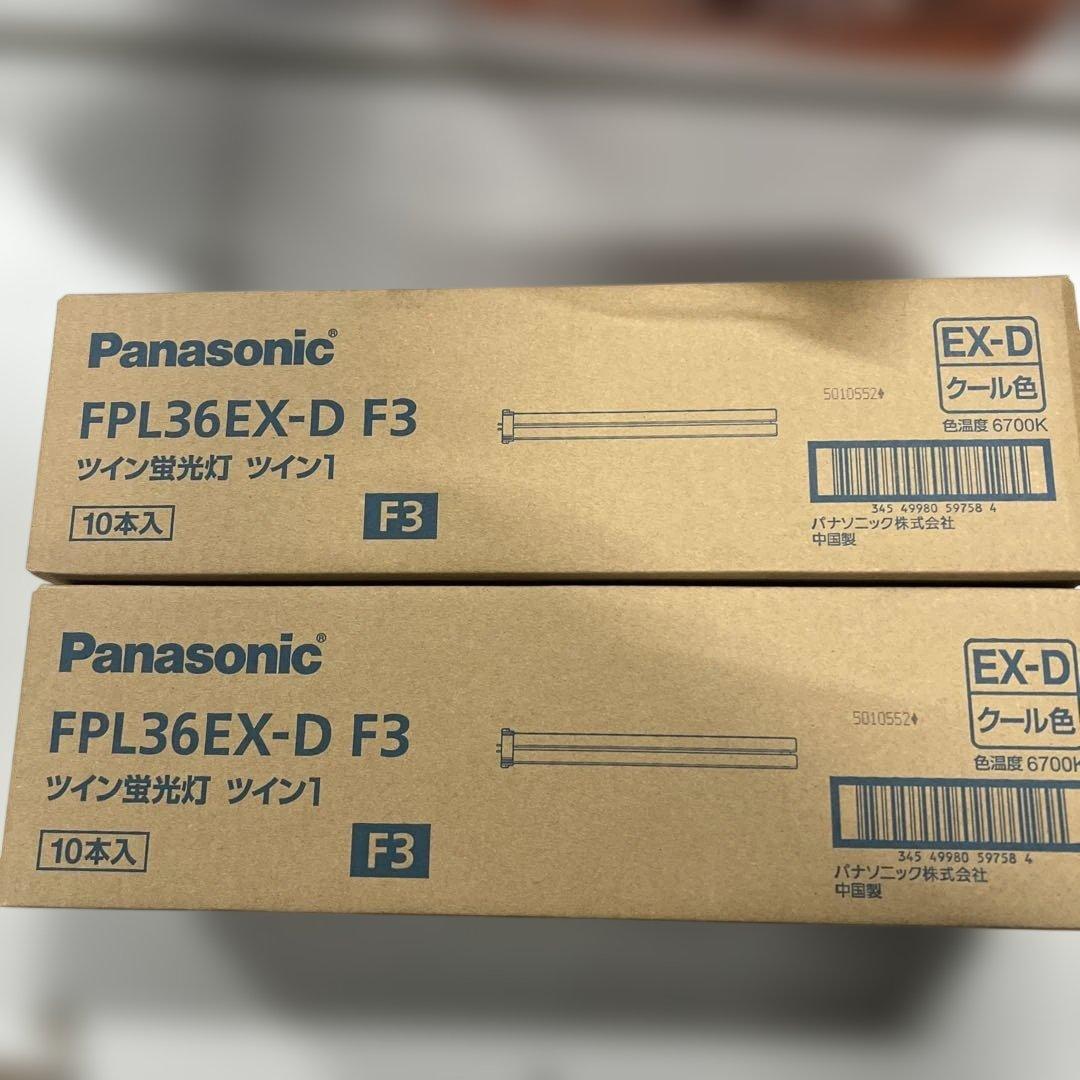 Panasonic®
FPL36EX-D F3
ツイン蛍光灯 ツイン1
10本入
F3
5010552♦
EX-D
クール色
色温度 6700K
345 49980 59758 4
パナソニック株式会社
中国製
Panasonic®
FPL36EX-D F3
ツイン蛍光灯 ツイン1
10本入
F3
5010552♦
EX-D
クール色
色温度 6700K
345 49980 59758 4
パナソニック株式会社
中国製